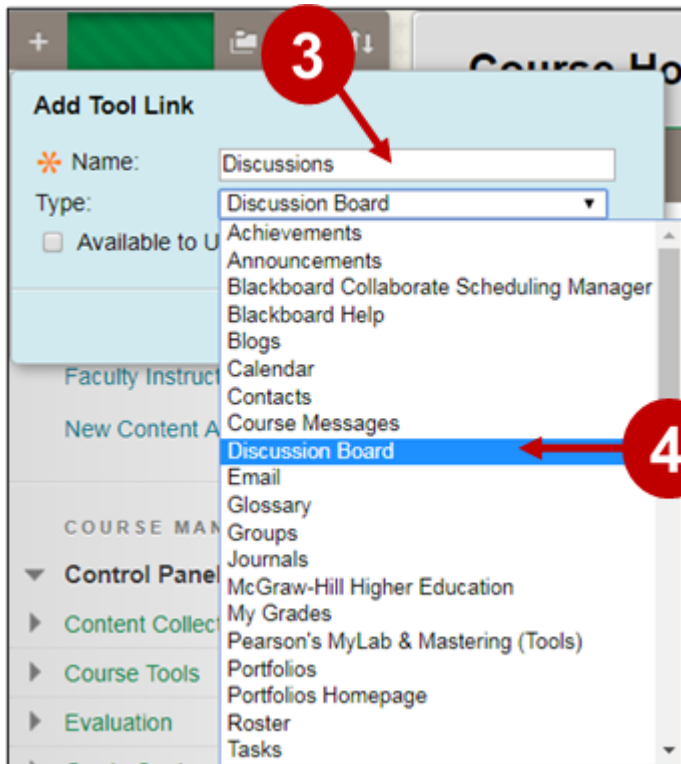 +
3
Course Ho
Add Tool Link
Name: Discussions
Type: Discussion Board
Available to U
Achievements
Announcements
Blackboard Collaborate Scheduling Manager
Blackboard Help
Blogs
Calendar
Contacts
Course Messages
Discussion Board
4
Email
Glossary
Groups
Journals
McGraw-Hill Higher Education
My Grades
Pearson's MyLab & Mastering (Tools)
Portfolios
Portfolios Homepage
Roster
Tasks
Faculty Instruct
New Content A
COURSE MAN
Control Panel
Content Collect
Course Tools
Evaluation